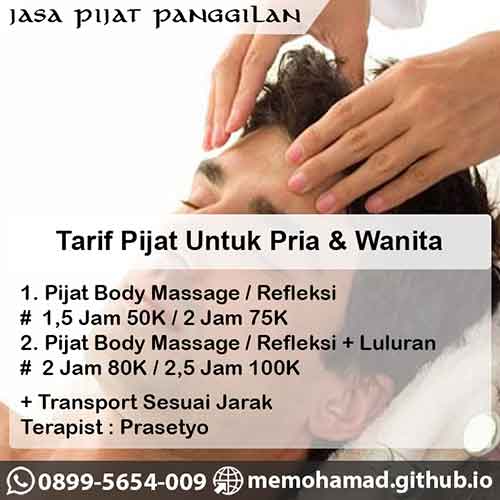 Jasa Pijat Panggilan
Tarif Pijat Untuk Pria & Wanita
1. Pijat Body Massage / Refleksi
# 1,5 Jam 50K / 2 Jam 75K
2. Pijat Body Massage / Refleksi + Luluran
# 2 Jam 80K / 2,5 Jam 100K
+ Transport Sesuai Jarak
Terapist : Prasetyo
0899-5654-009 memohamad.github.io